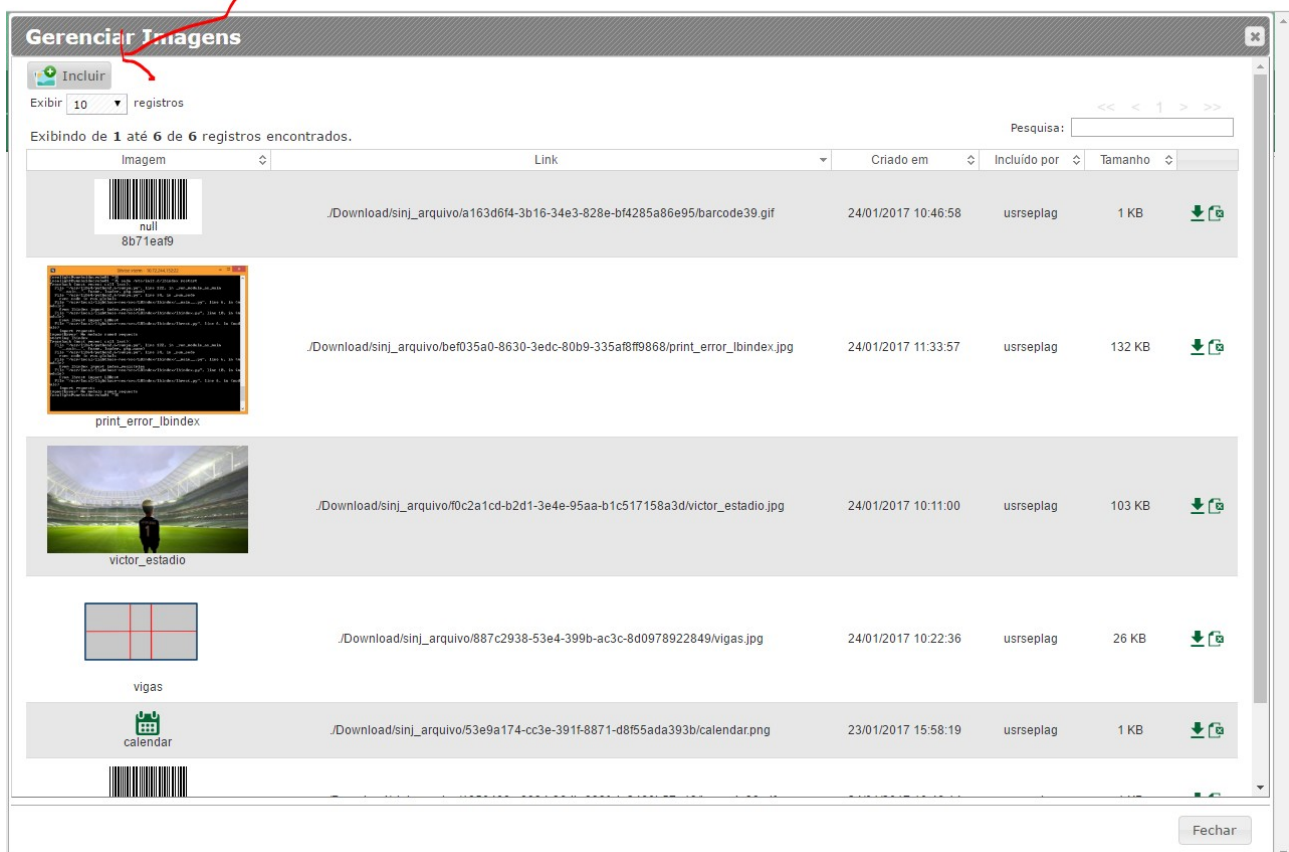 Gerenciar Imagens
Incluir
Exibir 10 registros
<< < 1 > >>
Pesquisa:
Exibindo de 1 até 6 de 6 registros encontrados.
Imagem Link Criado em Incluído por Tamanho
null
8b71eaf9
./Download/sinj_arquivo/a163d6f4-3b16-34e3-828e-bf4285a86e95/barcode39.gif 24/01/2017 10:46:58 usrseplag 1 KB
./Download/sinj_arquivo/bef035a0-8630-3edc-80b9-335af8ff9868/print_error_lbindex.jpg 24/01/2017 11:33:57 usrseplag 132 KB
print_error_lbindex
./Download/sinj_arquivo/f0c2a1cd-b2d1-3e4e-95aa-b1c517158a3d/victor_estadio.jpg 24/01/2017 10:11:00 usrseplag 103 KB
victor_estadio
./Download/sinj_arquivo/887c2938-53e4-399b-ac3c-8d0978922849/vigas.jpg 24/01/2017 10:22:36 usrseplag 26 KB
vigas
./Download/sinj_arquivo/53e9a174-cc3e-391f-8871-d8f55ada393b/calendar.png 23/01/2017 15:58:19 usrseplag 1 KB
calendar
Fechar